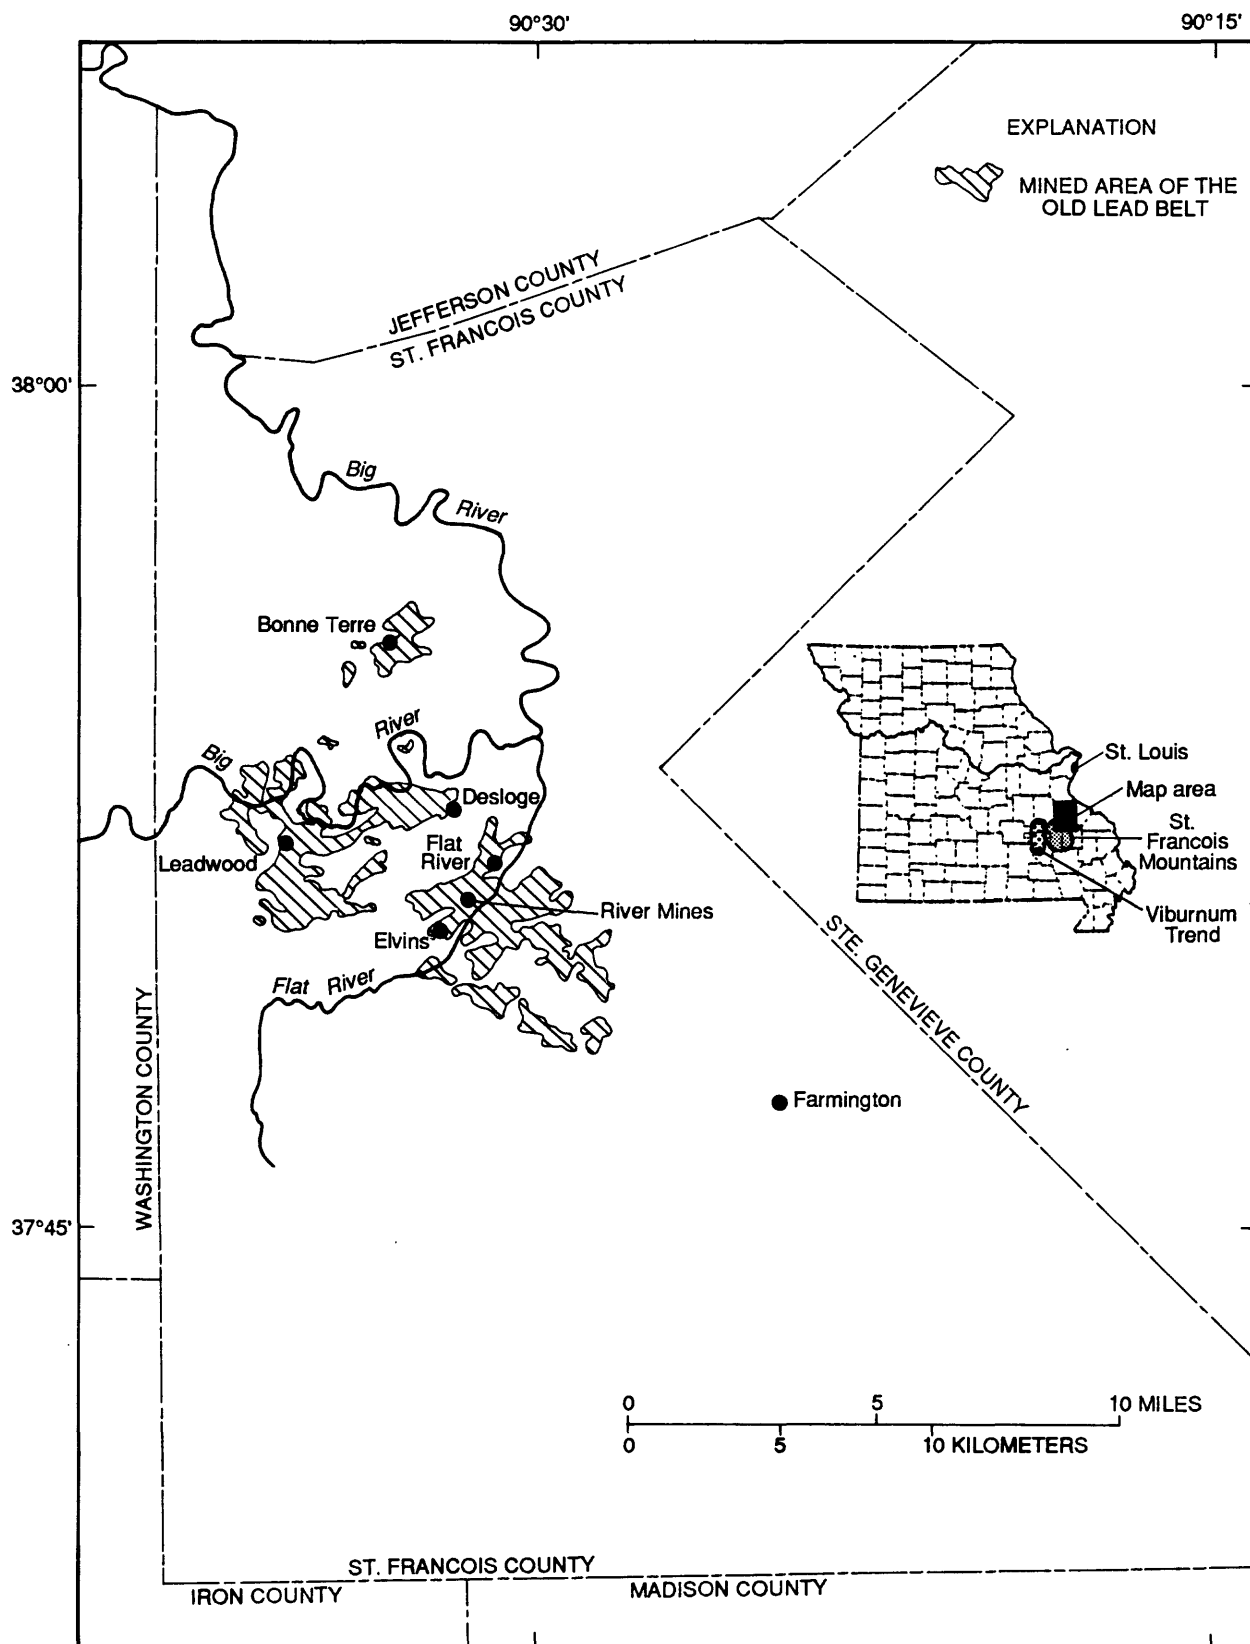 90°30'
90°15'
EXPLANATION
MINED AREA OF THE
OLD LEAD BELT
JEFFERSON COUNTY
ST. FRANCOIS COUNTY
38°00'
Big
River
Bonne Terre
Big
River
Desloge
Flat
River
Leadwood
River Mines
Elvins
Flat River
St. Louis
Map area
St.
Francois
Mountains
Viburnum
Trend
STE. GENEVIEVE COUNTY
WASHINGTON COUNTY
Farmington
37°45'
0 5 10 MILES
0 5 10 KILOMETERS
ST. FRANCOIS COUNTY
IRON COUNTY
MADISON COUNTY